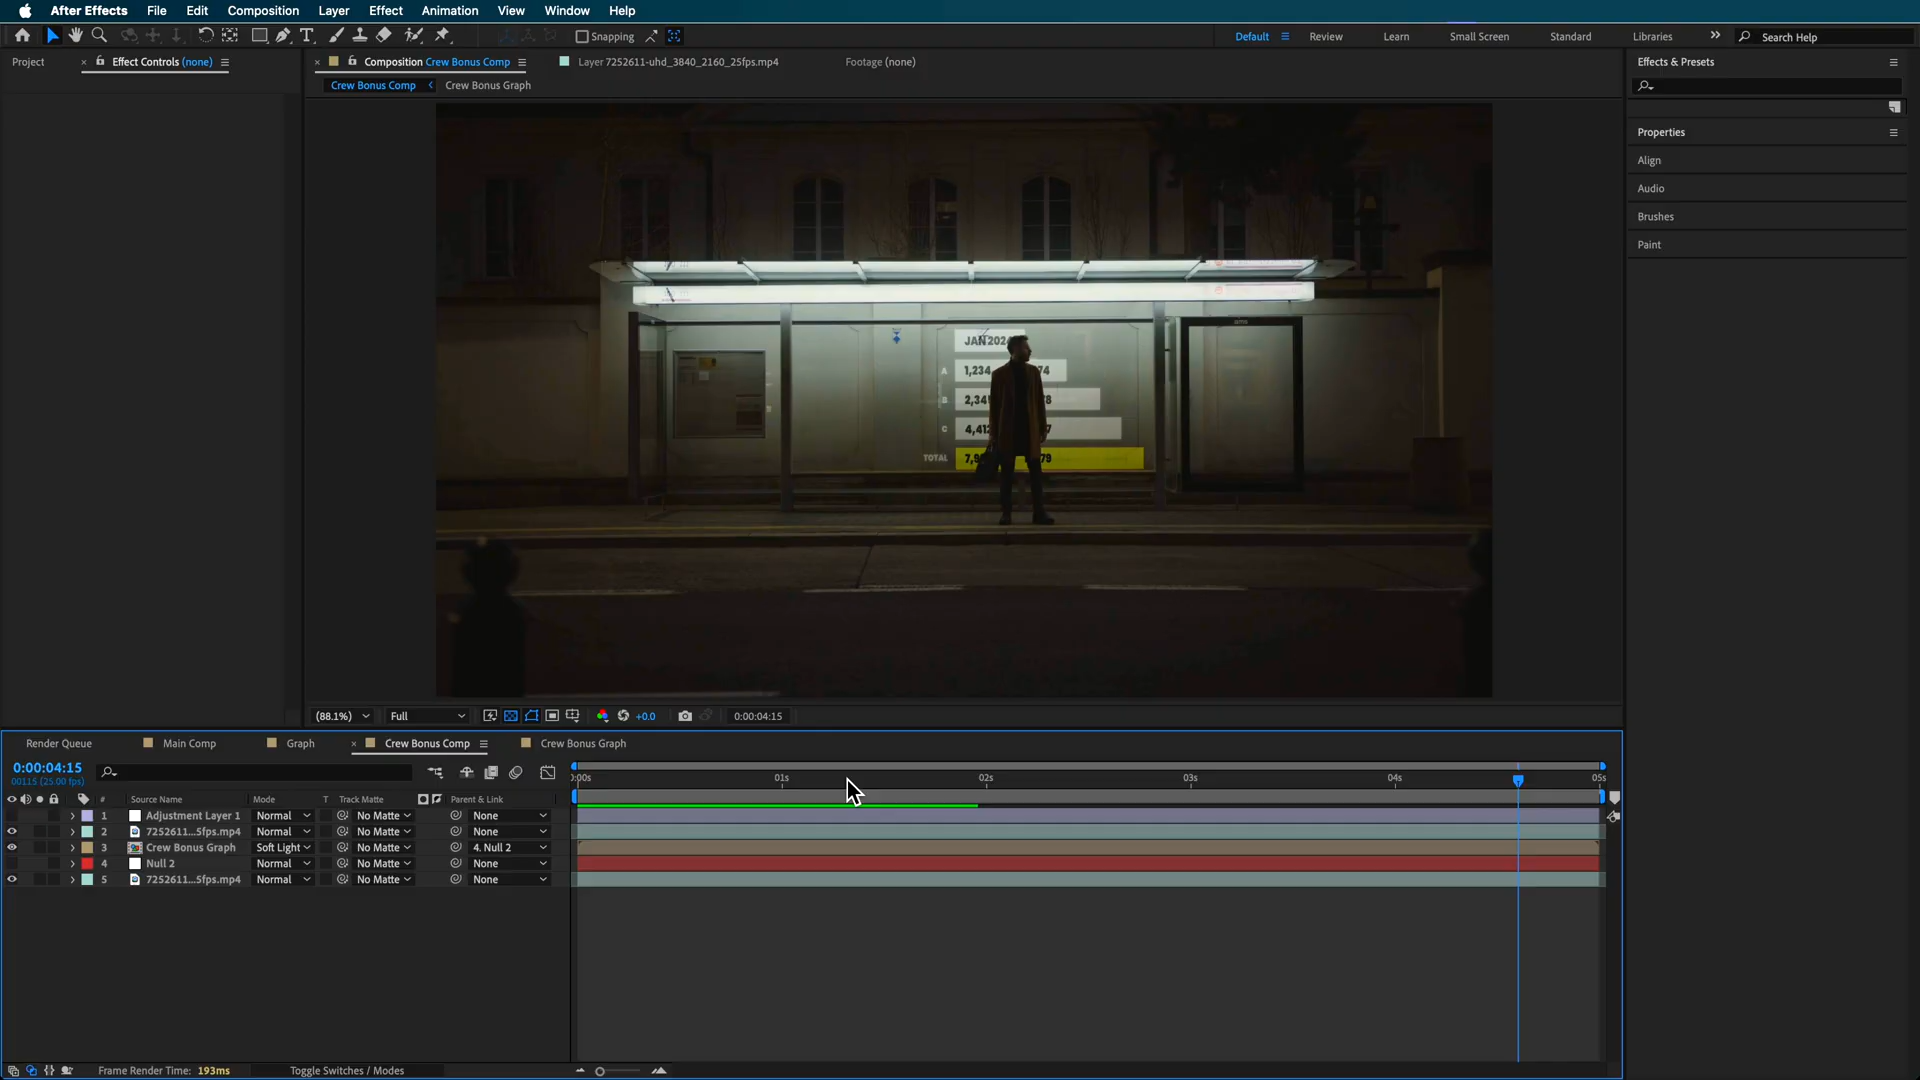 After Effects File Edit Composition Layer Effect Animation View Window Help
Snapping
Default Review Learn Small Screen Standard Libraries Search Help
Project Effect Controls (none)
Composition Crew Bonus Comp Layer 7252611-uhd_3840_2160_25fps.mp4 Footage (none)
Crew Bonus Comp Crew Bonus Graph
Effects & Presets
Properties
Align
Audio
Brushes
Paint
JAN 202
A 1,234 74
B 2,34 78
C 4,412 7
TOTAL 7,9 79
(88.1%) Full +0.0 0:00:04:15
Render Queue Main Comp Graph Crew Bonus Comp Crew Bonus Graph
0:00:04:15
00115 (25.00 fps)
0:00s 01s 02s 03s 04s 05s
# Source Name Mode T Track Matte Parent & Link
1 Adjustment Layer 1 Normal No Matte None
2 7252611...5fps.mp4 Normal No Matte None
3 Crew Bonus Graph Soft Light No Matte 4. Null 2
4 Null 2 Normal No Matte None
5 7252611...5fps.mp4 Normal No Matte None
Frame Render Time: 193ms Toggle Switches / Modes